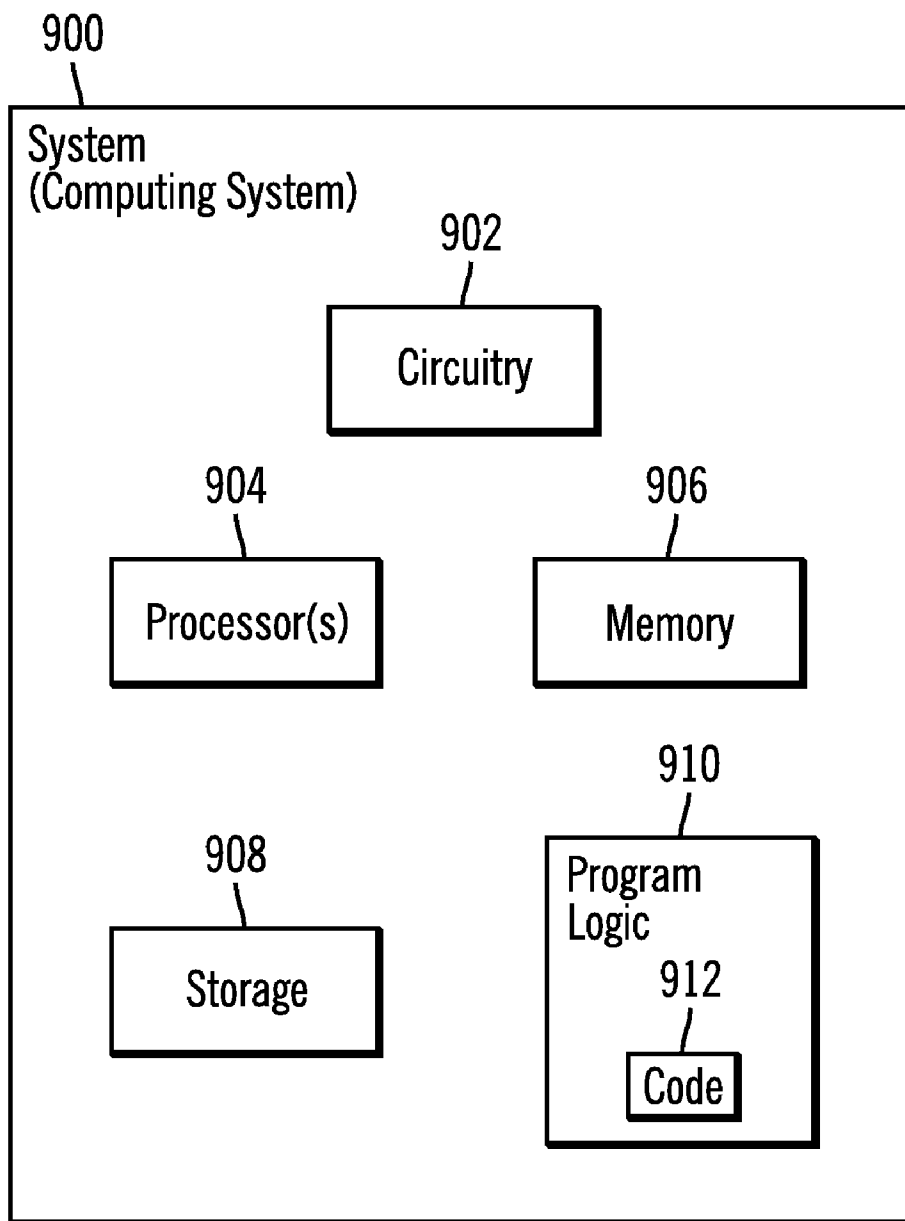 900
System
(Computing System)
902
Circuitry
904
906
Processor(s)
Memory
910
908
Program
Logic
Storage
912
Code